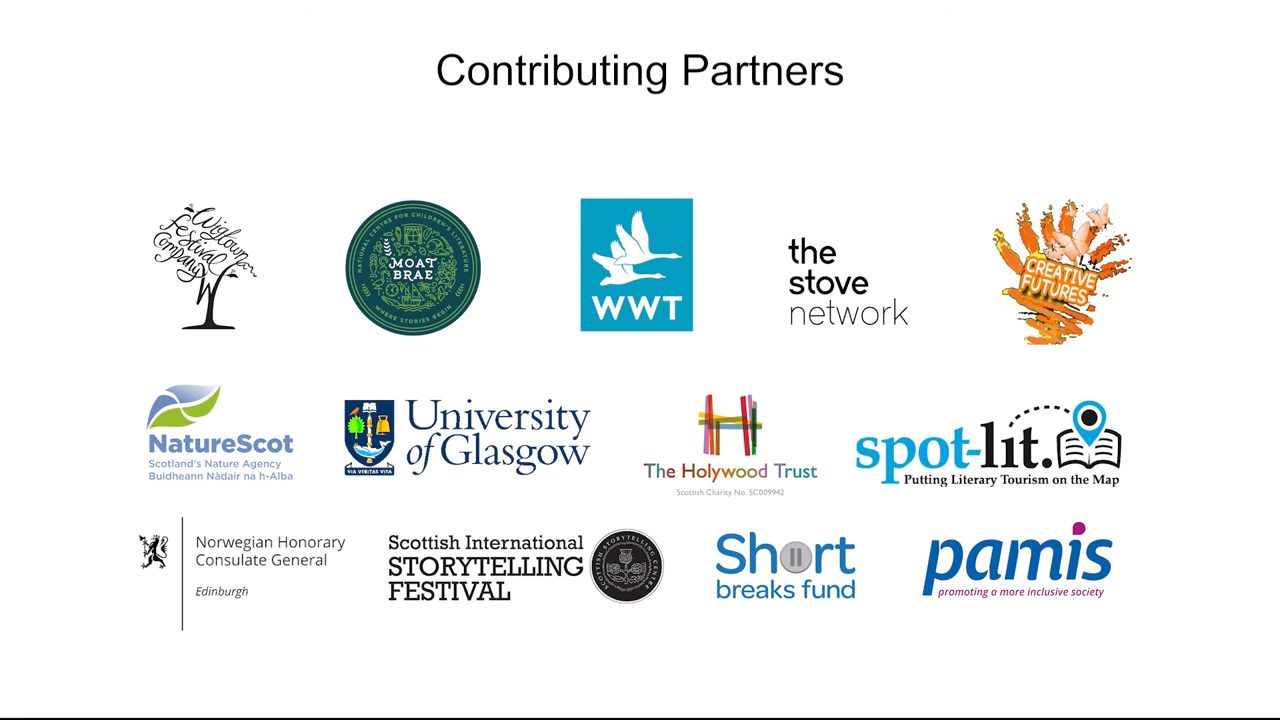 Contributing Partners
Wigtown
Festival
Company
NATIONAL CENTRE FOR CHILDREN'S LITERATURE
MOAT
BRAE
WHERE STORIES BEGIN
WWT
the
stove
network
CREATIVE
FUTURES
NatureScot
Scotland's Nature Agency
Buidheann Nàdair na h-Alba
University
of Glasgow
VIA VERITAS VITA
The Holywood Trust
Scottish Charity No. SC009942
spot-lit.
Putting Literary Tourism on the Map
Norwegian Honorary
Consulate General
Edinburgh
Scottish International
STORYTELLING
FESTIVAL
SCOTTISH STORYTELLING CENTRE
Short
breaks fund
pamis
promoting a more inclusive society